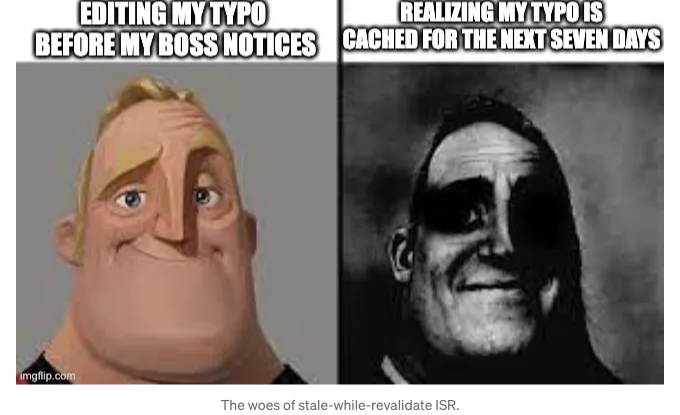 EDITING MY TYPO
BEFORE MY BOSS NOTICES
REALIZING MY TYPO IS
CACHED FOR THE NEXT SEVEN DAYS
imgflip.com
The woes of stale-while-revalidate ISR.